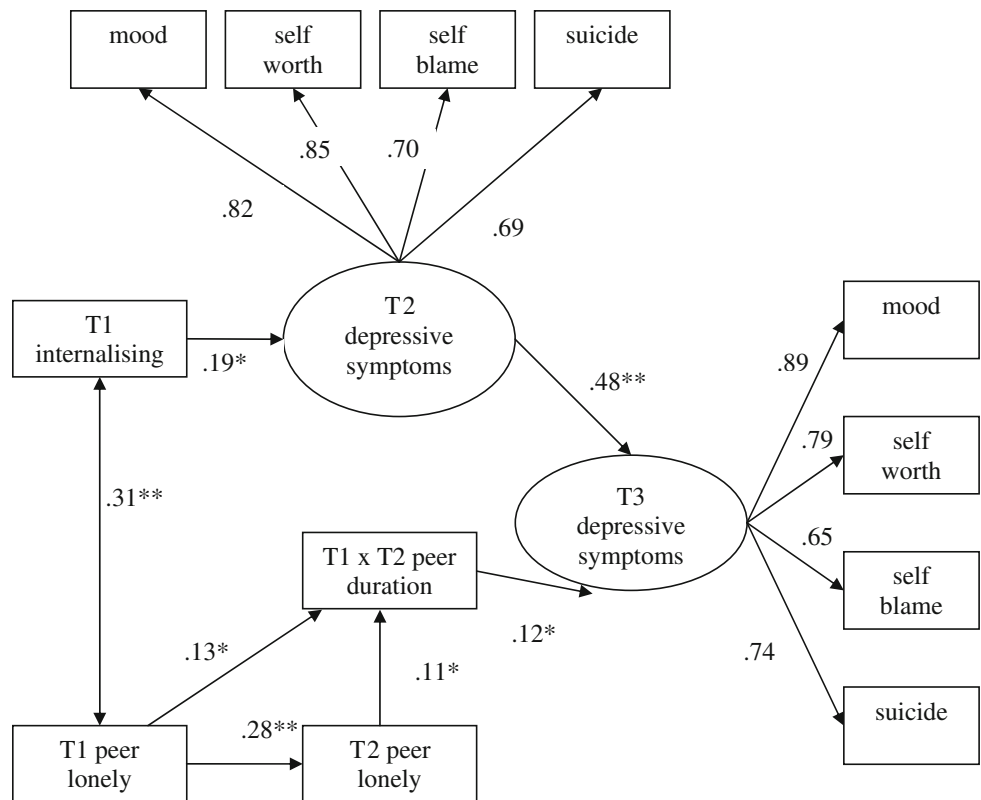 mood
self
worth
self
blame
suicide
.85
.70
.82
.69
T1
internalising
.19*
T2
depressive
symptoms
.48**
mood
.89
.79
self
worth
.65
self
blame
.74
suicide
T3
depressive
symptoms
.31**
T1 x T2 peer
duration
.12*
.13*
.11*
.28**
T1 peer
lonely
T2 peer
lonely